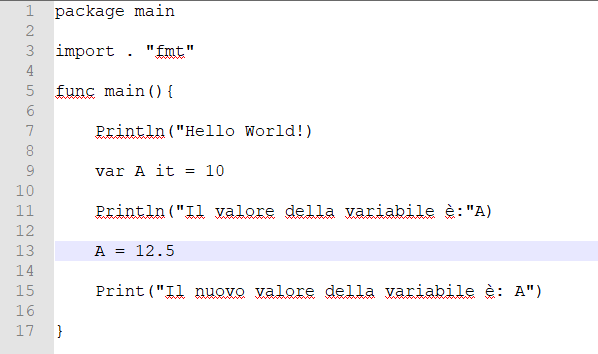 1 package main
2
3 import . "fmt"
4
5 func main(){
6
7 Println("Hello World!)
8
9 var A it = 10
10
11 Println("Il valore della variabile è:"A)
12
13 A = 12.5
14
15 Print("Il nuovo valore della variabile è: A")
16
17 }